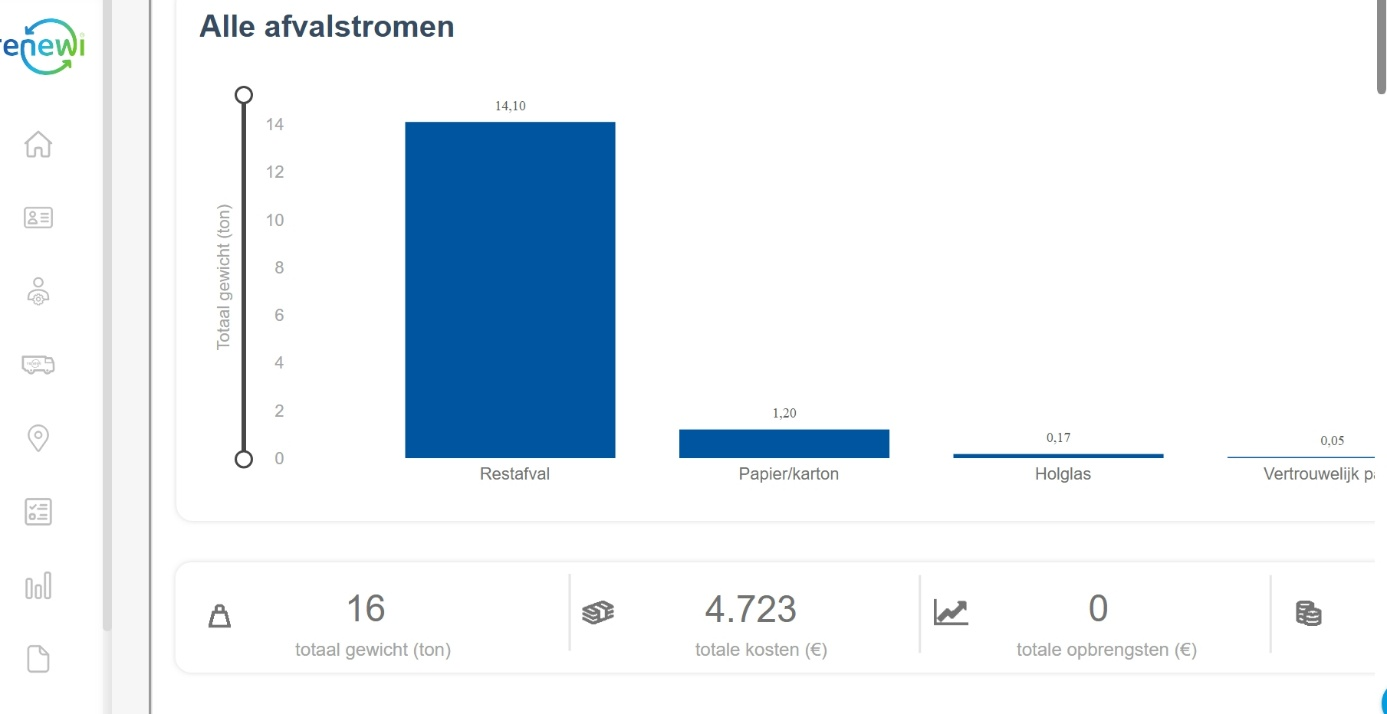 renewi
Alle afvalstromen
14,10
14
12
10
8
6
4
2
0
Totaal gewicht (ton)
1,20
0,17
0,05
Restafval
Papier/karton
Holglas
Vertrouwelijk
16
4.723
0
totaal gewicht (ton)
totale kosten (€)
totale opbrengsten (€)